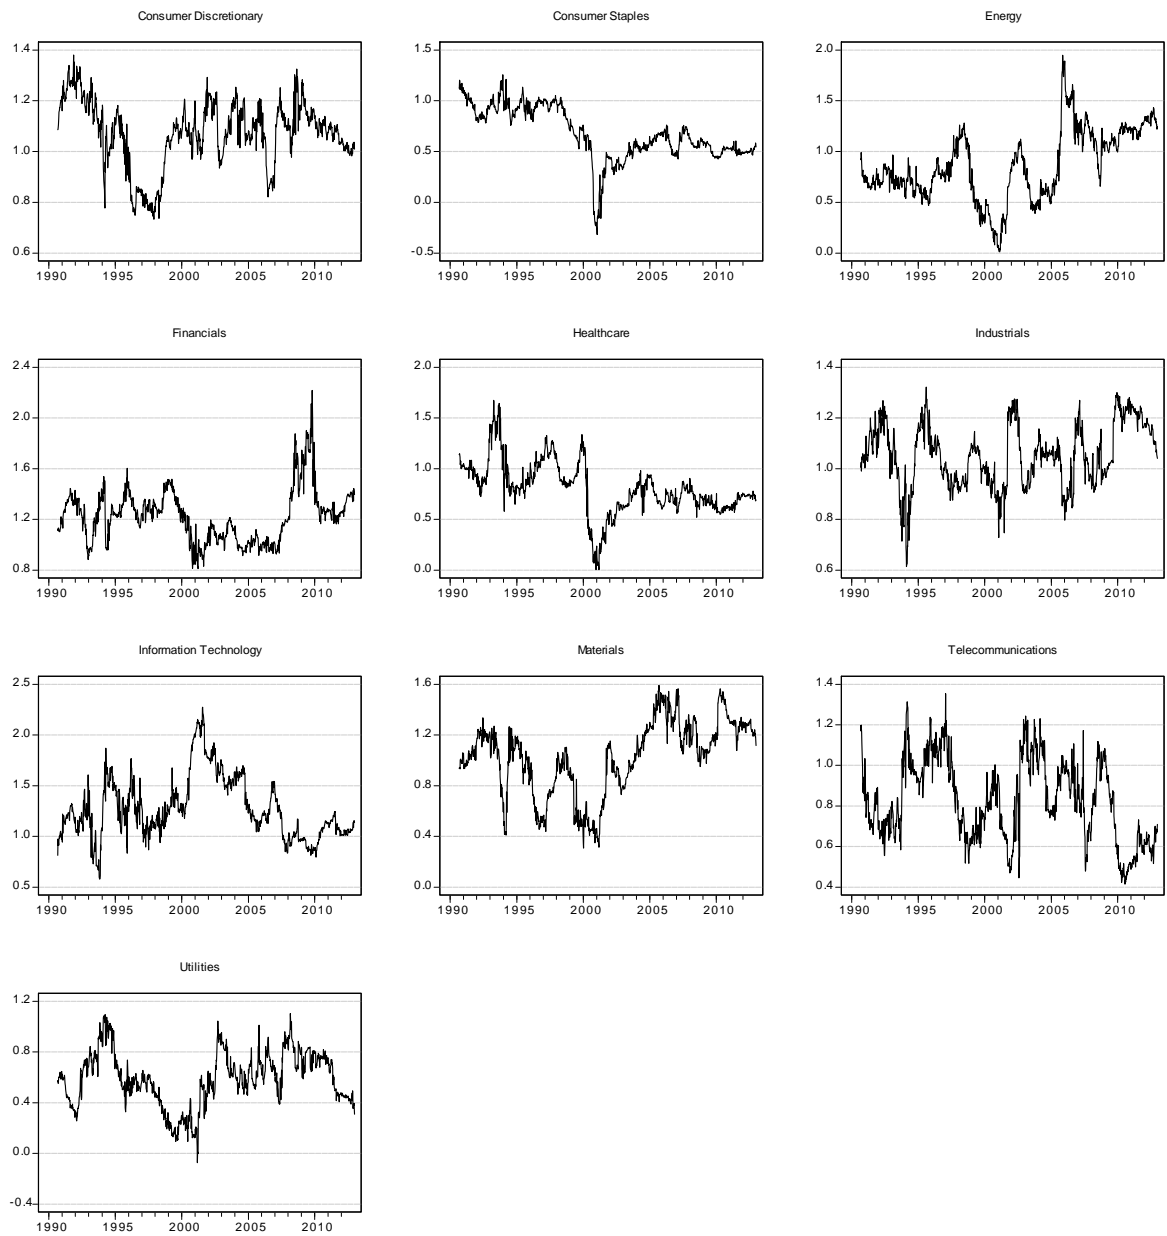 Consumer Discretionary
1.4
1.2
1.0
0.8
0.6
1990 1995 2000 2005 2010
Consumer Staples
1.5
1.0
0.5
0.0
-0.5
1990 1995 2000 2005 2010
Energy
2.0
1.5
1.0
0.5
0.0
1990 1995 2000 2005 2010
Financials
2.4
2.0
1.6
1.2
0.8
1990 1995 2000 2005 2010
Healthcare
2.0
1.5
1.0
0.5
0.0
1990 1995 2000 2005 2010
Industrials
1.4
1.2
1.0
0.8
0.6
1990 1995 2000 2005 2010
Information Technology
2.5
2.0
1.5
1.0
0.5
1990 1995 2000 2005 2010
Materials
1.6
1.2
0.8
0.4
0.0
1990 1995 2000 2005 2010
Telecommunications
1.4
1.2
1.0
0.8
0.6
0.4
1990 1995 2000 2005 2010
Utilities
1.2
0.8
0.4
0.0
-0.4
1990 1995 2000 2005 2010